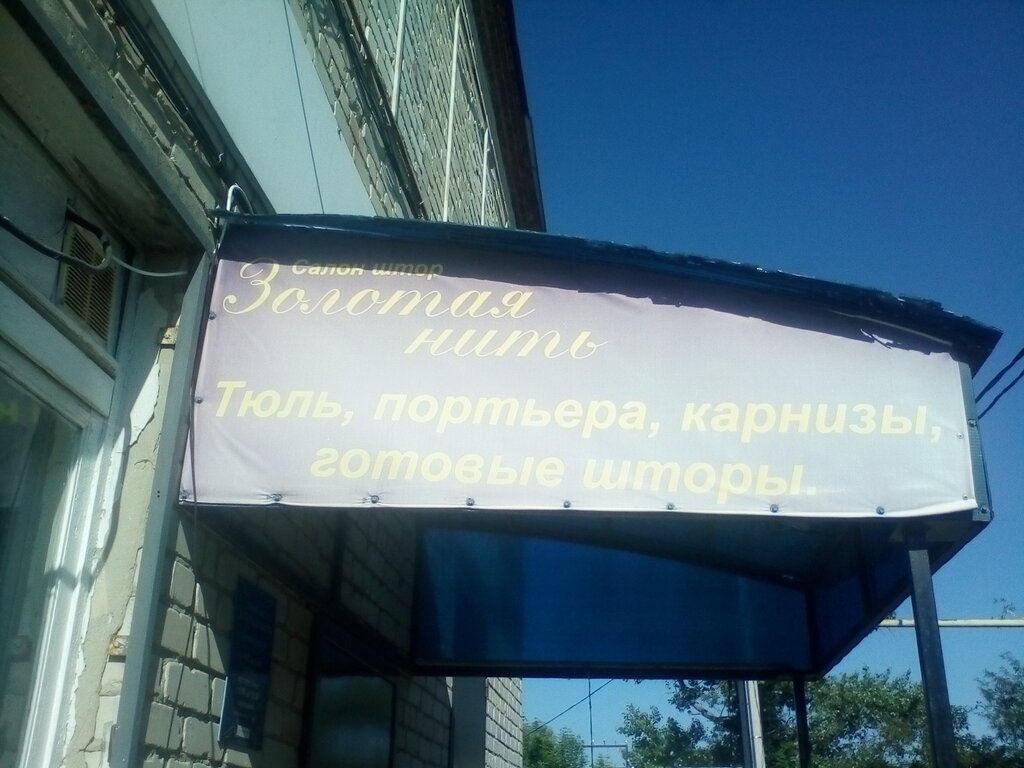 Салон штор
Золотая
нить
Тюль, портьера, карнизы,
готовые шторы.